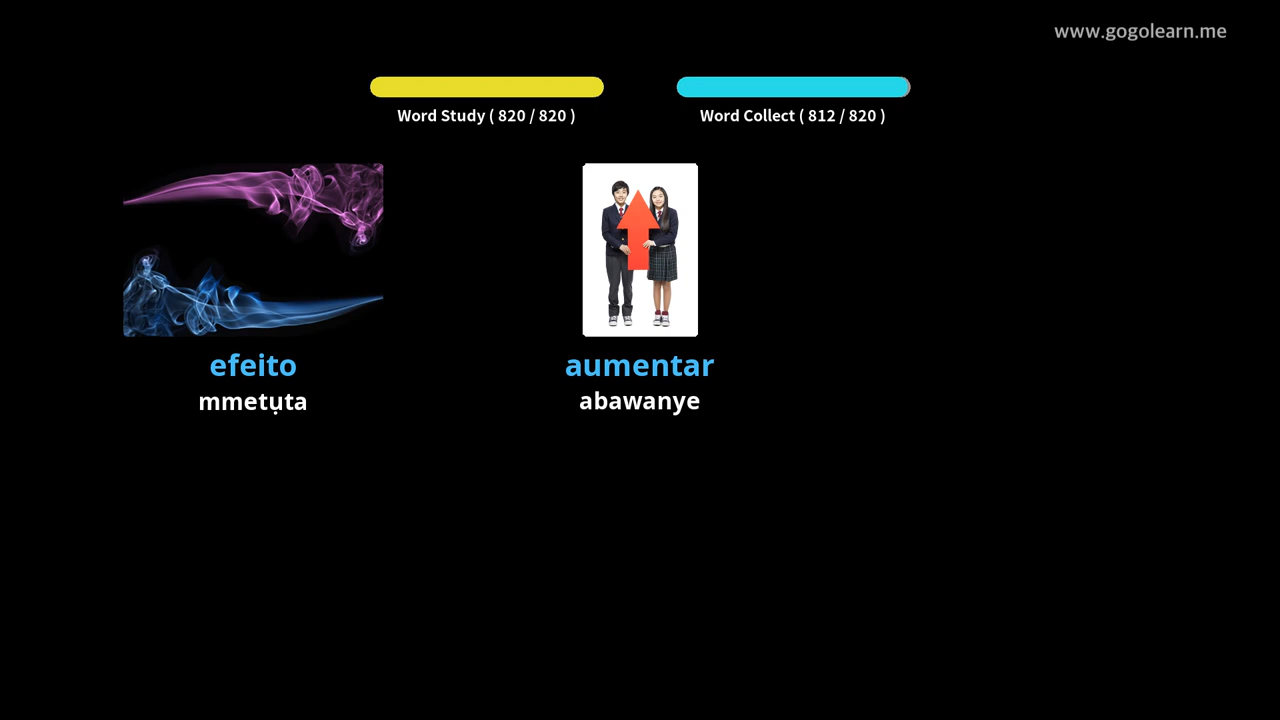 www.gogolearn.me
Word Study ( 820 / 820 )
Word Collect ( 812 / 820 )
efeito
mmetụta
aumentar
abawanye